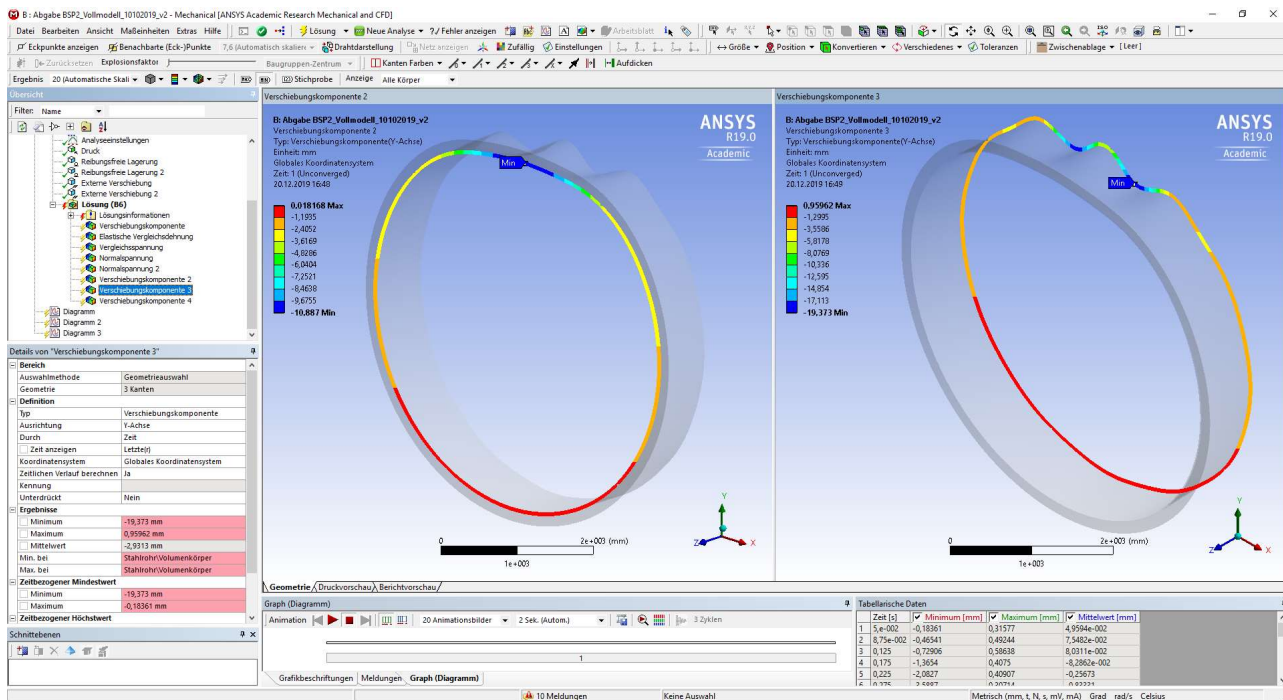 B : Abgabe BSP2_Vollmodell_10102019_v2 - Mechanical [ANSYS Academic Research Mechanical and CFD]
Datei Bearbeiten Ansicht Maßeinheiten Extras Hilfe Lösung Neue Analyse ?/ Fehler anzeigen Arbeitsblatt
Eckpunkte anzeigen Benachbarte (Eck-)Punkte 7,6 (Automatisch skalien Drahtdarstellung Netz anzeigen Zufällig Einstellungen Größe Position Konvertieren Verschiedenes Toleranzen Zwischenablage [Leer]
Zurücksetzen Explosionsfaktor Baugruppen-Zentrum Kanten Farben Aufdicken
Ergebnis 20 (Automatische Skali Stichprobe Anzeige Alle Körper
Übersicht
Filter: Name
Analyseeinstellungen
Druck
Reibungsfreie Lagerung
Reibungsfreie Lagerung 2
Externe Verschiebung
Externe Verschiebung 2
Lösung (B6)
Lösungsinformationen
Verschiebungskomponente
Elastische Vergleichsdehnung
Vergleichsspannung
Normalspannung
Normalspannung 2
Verschiebungskomponente 2
Verschiebungskomponente 3
Verschiebungskomponente 4
Diagramm
Diagramm 2
Diagramm 3
Details von "Verschiebungskomponente 3"
Bereich
Auswahlmethode Geometrieauswahl
Geometrie 3 Kanten
Definition
Typ Verschiebungskomponente
Ausrichtung Y-Achse
Durch Zeit
Zeit anzeigen Letzte(r)
Koordinatensystem Globales Koordinatensystem
Zeitlichen Verlauf berechnen Ja
Kennung
Unterdrückt Nein
Ergebnisse
Minimum -19,373 mm
Maximum 0,95962 mm
Mittelwert -2,9313 mm
Min. bei Stahlrohr\Volumenkörper
Max. bei Stahlrohr\Volumenkörper
Zeitbezogener Mindestwert
Minimum -19,373 mm
Maximum -0,18361 mm
Zeitbezogener Höchstwert
Schnittebenen
Verschiebungskomponente 2
B: Abgabe BSP2_Vollmodell_10102019_v2
Verschiebungskomponente 2
Typ: Verschiebungskomponente(Y-Achse)
Einheit: mm
Globales Koordinatensystem
Zeit: 1 (Unconverged)
20.12.2019 16:48
0,018168 Max
-1,1935
-2,4052
-3,6169
-4,8286
-6,0404
-7,2521
-8,4638
-9,6755
-10,887 Min
Min
ANSYS
R19.0
Academic
0 2e+003 (mm)
1e+003
Y
Z X
Verschiebungskomponente 3
B: Abgabe BSP2_Vollmodell_10102019_v2
Verschiebungskomponente 3
Typ: Verschiebungskomponente(Y-Achse)
Einheit: mm
Globales Koordinatensystem
Zeit: 1 (Unconverged)
20.12.2019 16:49
0,95962 Max
-1,2995
-3,5586
-5,8178
-8,0769
-10,336
-12,595
-14,854
-17,113
-19,373 Min
Min
ANSYS
R19.0
Academic
0 2e+003 (mm)
1e+003
Y
Z X
Geometrie Druckvorschau Berichtvorschau
Graph (Diagramm)
Animation 20 Animationsbilder 2 Sek. (Autom.) 3 Zyklen
1
Grafikbeschriftungen Meldungen Graph (Diagramm)
Tabellarische Daten
Zeit [s] Minimum [mm] Maximum [mm] Mittelwert [mm]
1 5,e-002 -0,18361 0,31577 4,9594e-002
2 8,75e-002 -0,46541 0,49244 7,5482e-002
3 0,125 -0,72906 0,58638 8,0311e-002
4 0,175 -1,3654 0,4075 -8,2862e-002
5 0,225 -2,0827 0,40907 -0,25673
10 Meldungen Keine Auswahl Metrisch (mm, t, N, s, mV, mA) Grad rad/s Celsius